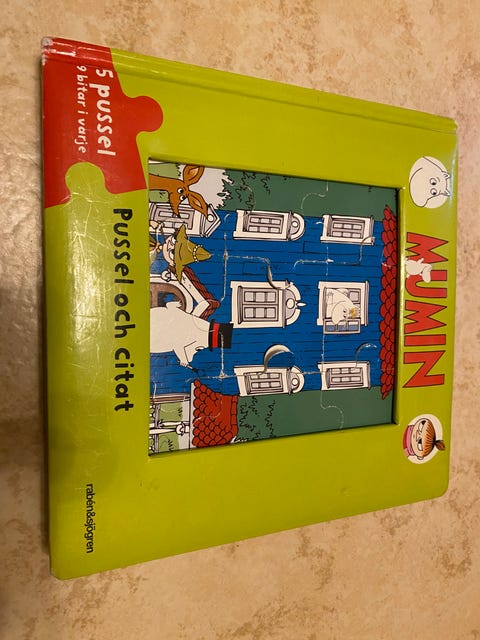 MUMIN
5 pussel
9 bitar i varje
Pussel och citat
rabén&sjögren